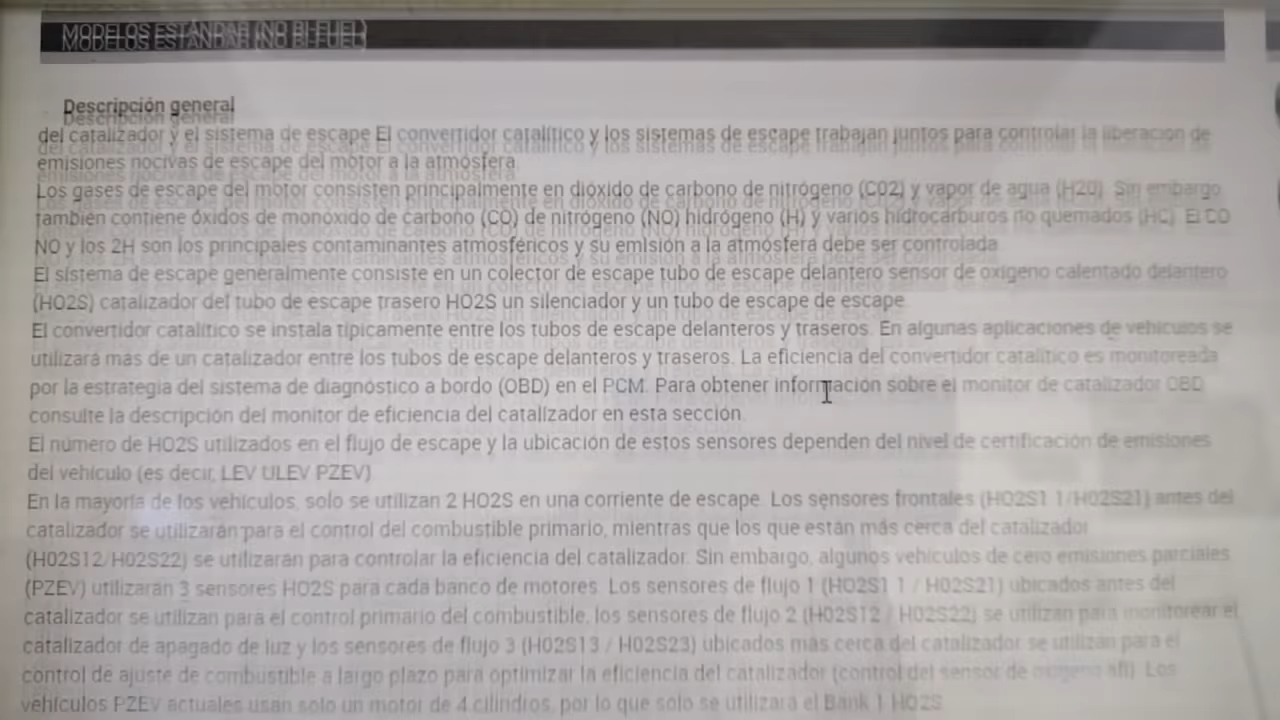 MODELOS ESTÁNDAR (NO BI-FUEL)
Descripción general
del catalizador y el sistema de escape El convertidor catalítico y los sistemas de escape trabajan juntos para controlar la liberación de
emisiones nocivas de escape del motor a la atmósfera.
Los gases de escape del motor consisten principalmente en dióxido de carbono de nitrógeno (C02) y vapor de agua (H20). Sin embargo
también contiene óxidos de monóxido de carbono (CO) de nitrógeno (NO) hidrógeno (H) y varios hidrocarburos no quemados (HC). El CO
NO y los 2H son los principales contaminantes atmosféricos y su emisión a la atmósfera debe ser controlada
El sistema de escape generalmente consiste en un colector de escape tubo de escape delantero sensor de oxígeno calentado delantero
(HO2S) catalizador del tubo de escape trasero HO2S un silenciador y un tubo de escape de escape
El convertidor catalítico se instala típicamente entre los tubos de escape delanteros y traseros. En algunas aplicaciones de vehículos se
utilizará más de un catalizador entre los tubos de escape delanteros y traseros. La eficiencia del convertidor catalítico es monitoreada
por la estrategia del sistema de diagnóstico a bordo (OBD) en el PCM. Para obtener información sobre el monitor de catalizador OBD
consulte la descripción del monitor de eficiencia del catalizador en esta sección.
El número de HO2S utilizados en el flujo de escape y la ubicación de estos sensores dependen del nivel de certificación de emisiones
del vehículo (es decir, LEV ULEV PZEV)
En la mayoría de los vehículos, solo se utilizan 2 HO2S en una corriente de escape. Los sensores frontales (HO2S1 1/H02S21) antes del
catalizador se utilizarán para el control del combustible primario, mientras que los que están más cerca del catalizador
(H02S12/H02S22) se utilizarán para controlar la eficiencia del catalizador. Sin embargo, algunos vehículos de cero emisiones parciales
(PZEV) utilizarán 3 sensores HO2S para cada banco de motores. Los sensores de flujo 1 (HO2S1 1 / H02S21) ubicados antes del
catalizador se utilizan para el control primario del combustible, los sensores de flujo 2 (H02S12 / H02S22) se utilizan para monitorear el
catalizador de apagado de luz y los sensores de flujo 3 (H02S13 / H02S23) ubicados más cerca del catalizador se utilizan para el
control de ajuste de combustible a largo plazo para optimizar la eficiencia del catalizador (control del sensor de oxígeno afl). Los
vehículos PZEV actuales usan solo un motor de 4 cilindros, por lo que solo se utilizará el Bank 1 HO2S